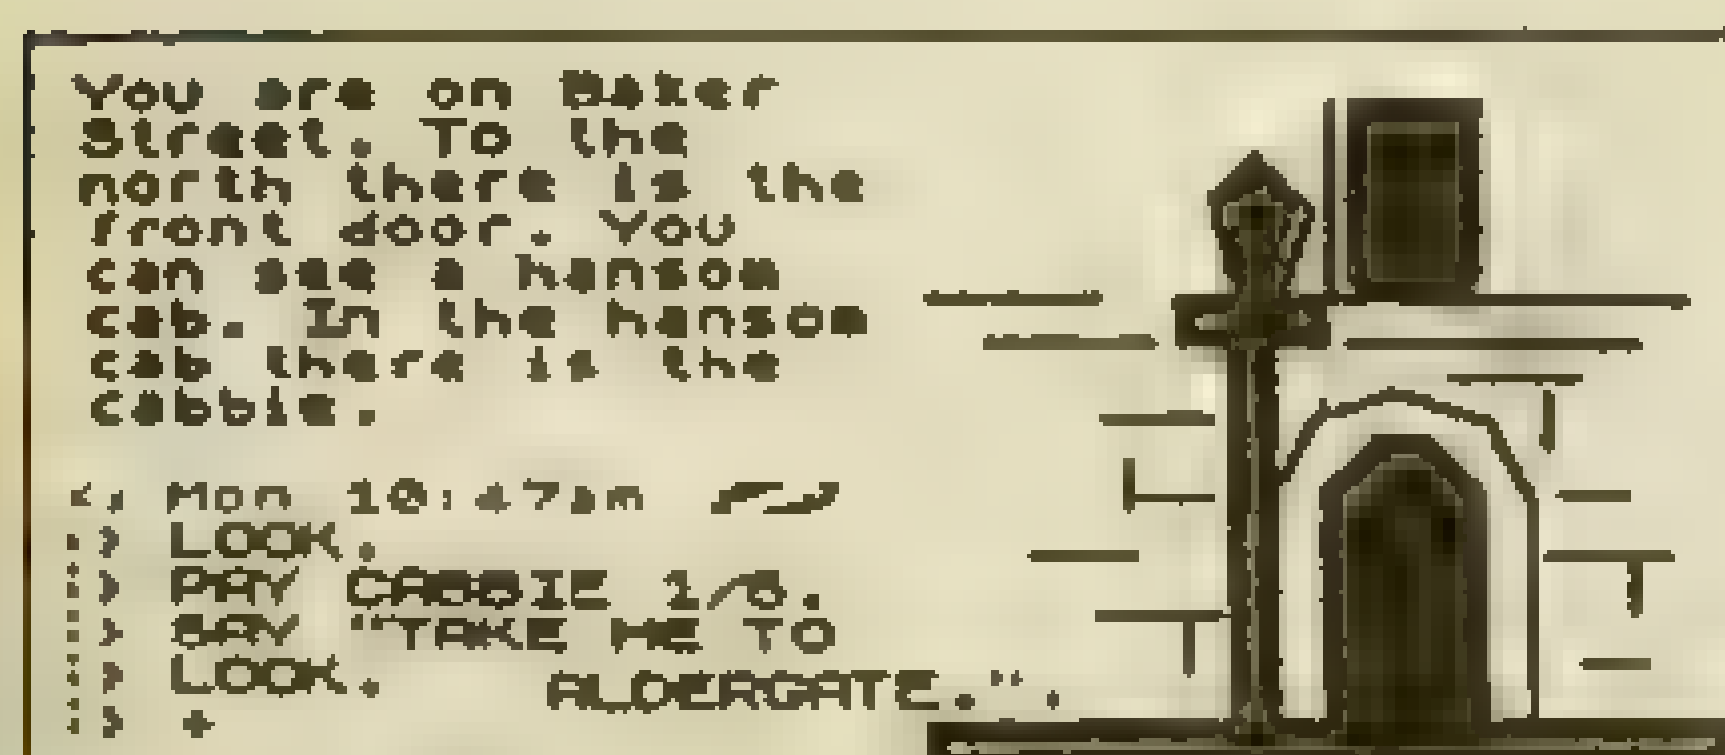 You are on Baker
Street. To the
north there is the
front door. You
can see a hansom
cab. In the hansom
cab there is the
cabbie.
Mon 10:47am
> LOOK.
> PAY CABBIE 1/6.
> SAY "TAKE ME TO
ALDERGATE.".
> LOOK.
> +